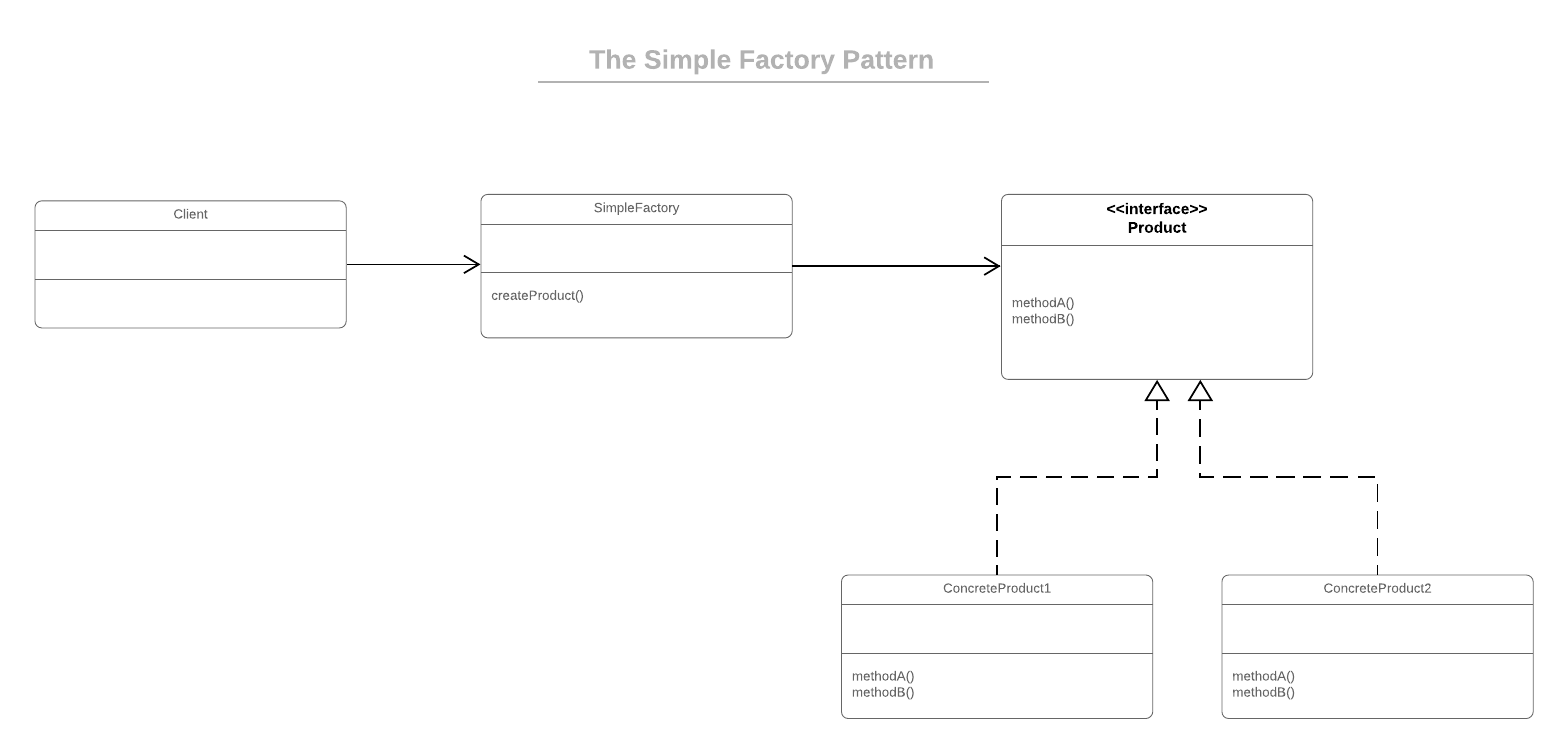 The Simple Factory Pattern
Client
SimpleFactory
createProduct()
<<interface>>
Product
methodA()
methodB()
ConcreteProduct1
methodA()
methodB()
ConcreteProduct2
methodA()
methodB()